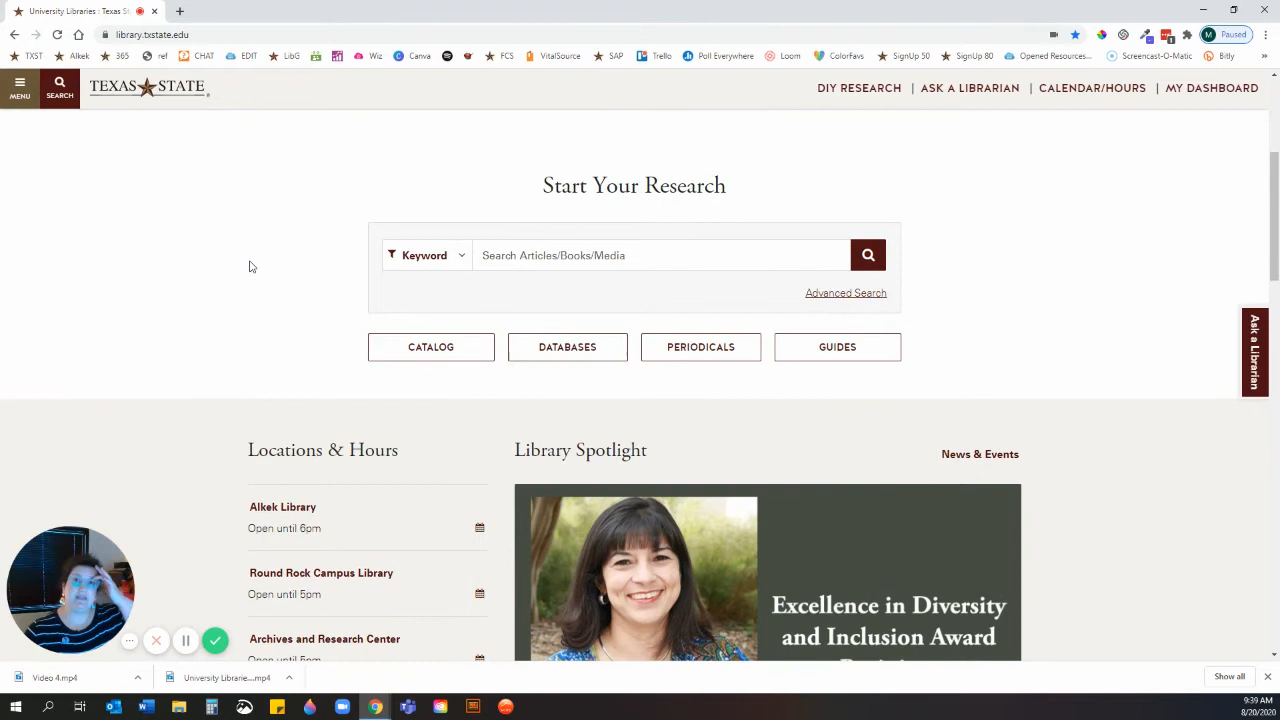 University Libraries : Texas St
library.txstate.edu
M Paused
TXST Alkek 365 ref CHAT EDIT LibG Wiz Canva FCS VitalSource SAP Trello Poll Everywhere Loom ColorFavs SignUp 50 SignUp 80 Opened Resources... Screencast-O-Matic Bitly
MENU SEARCH TEXAS STATE DIY RESEARCH | ASK A LIBRARIAN | CALENDAR/HOURS | MY DASHBOARD
Start Your Research
Keyword Search Articles/Books/Media
Advanced Search
CATALOG DATABASES PERIODICALS GUIDES
Ask a Librarian
Locations & Hours Library Spotlight News & Events
Alkek Library
Open until 6pm
Round Rock Campus Library
Open until 5pm
Archives and Research Center
Open until 5pm
Excellence in Diversity
and Inclusion Award
Video 4.mp4 University Librarie....mp4 Show all
9:39 AM
8/20/2020